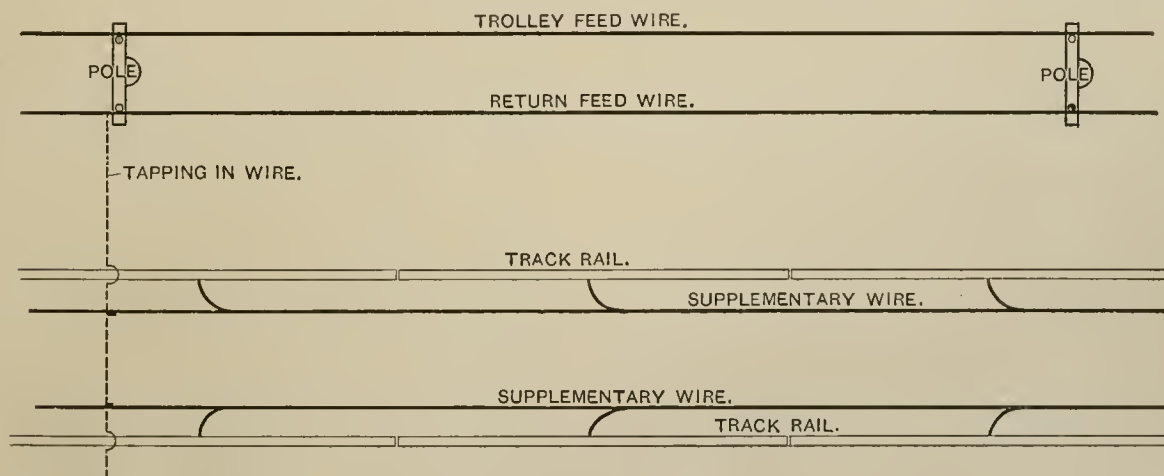 TROLLEY FEED WIRE.
POLE
POLE
RETURN FEED WIRE.
TAPPING IN WIRE.
TRACK RAIL.
SUPPLEMENTARY WIRE.
SUPPLEMENTARY WIRE.
TRACK RAIL.